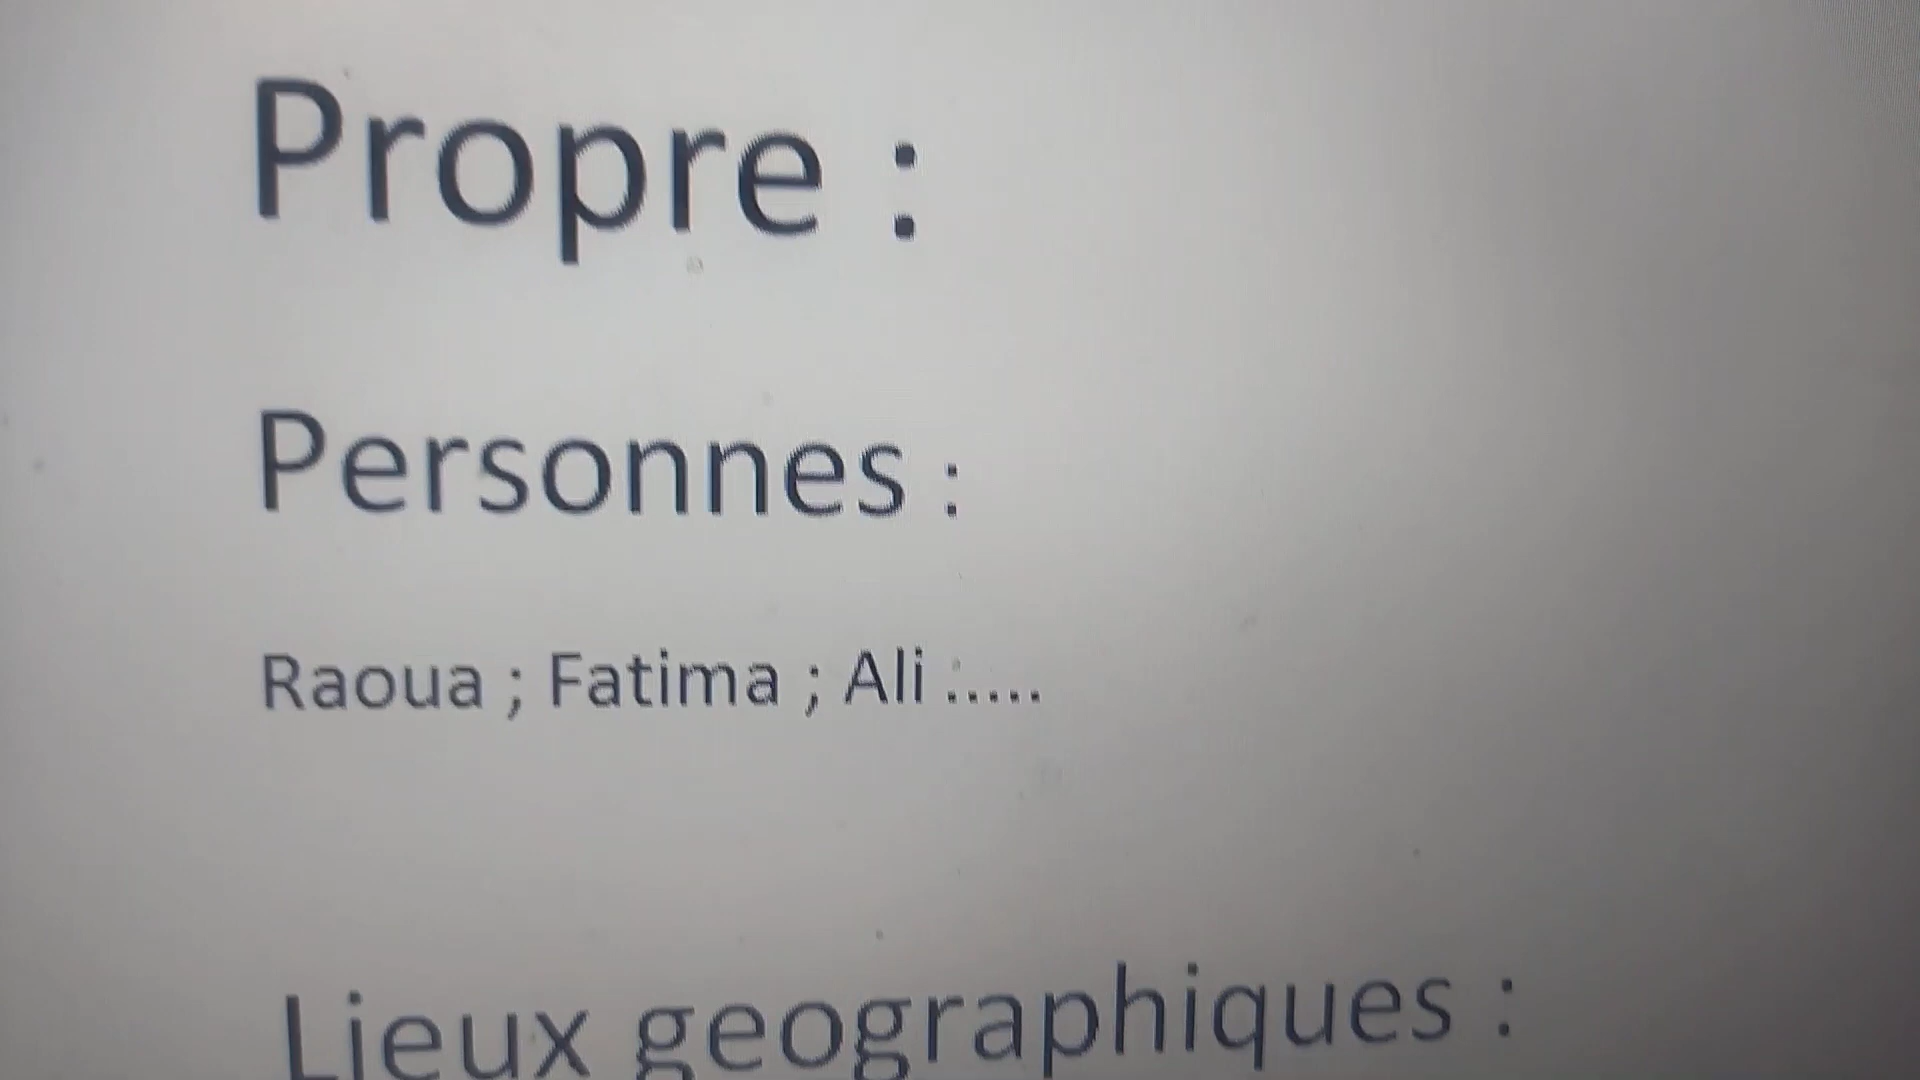 Propre :
Personnes :
Raoua ; Fatima ; Ali :.....
Lieux geographiques :